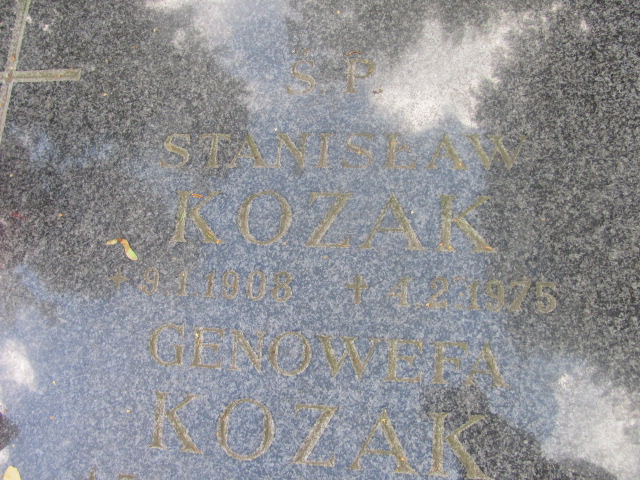 Ś.P.
STANISŁAW
KOZAK
* 9.1.1908 † 4.2.1975
GENOWEFA
KOZAK